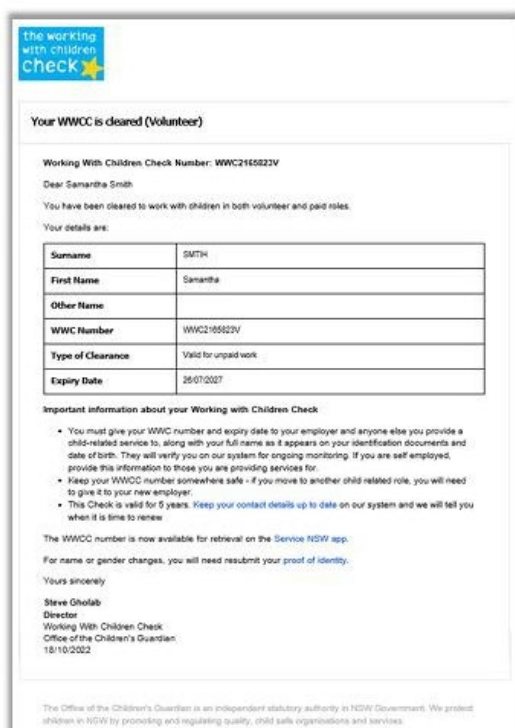 the working
with children
check
Your WWCC is cleared (Volunteer)
Working With Children Check Number: WWC2165823V
Dear Samantha Smith
You have been cleared to work with children in both volunteer and paid roles.
Your details are:
Surname SMTIH
First Name Samantha
Other Name
WWC Number WWC2165823V
Type of Clearance Valid for unpaid work
Expiry Date 26/07/2027
Important information about your Working with Children Check
• You must give your WWC number and expiry date to your employer and anyone else you provide a
child-related service to, along with your full name as it appears on your identification documents and
date of birth. They will verify you on our system for ongoing monitoring. If you are self employed,
provide this information to those you are providing services for.
• Keep your WWCC number somewhere safe - if you move to another child related role, you will need
to give it to your new employer.
• This Check is valid for 5 years. Keep your contact details up to date on our system and we will tell you
when it is time to renew
The WWCC number is now available for retrieval on the Service NSW app.
For name or gender changes, you will need resubmit your proof of identity.
Yours sincerely
Steve Gholab
Director
Working With Children Check
Office of the Children's Guardian
18/10/2022
The Office of the Children's Guardian is an independent statutory authority in NSW Government. We protect
children in NSW by promoting and regulating quality, child safe organisations and services